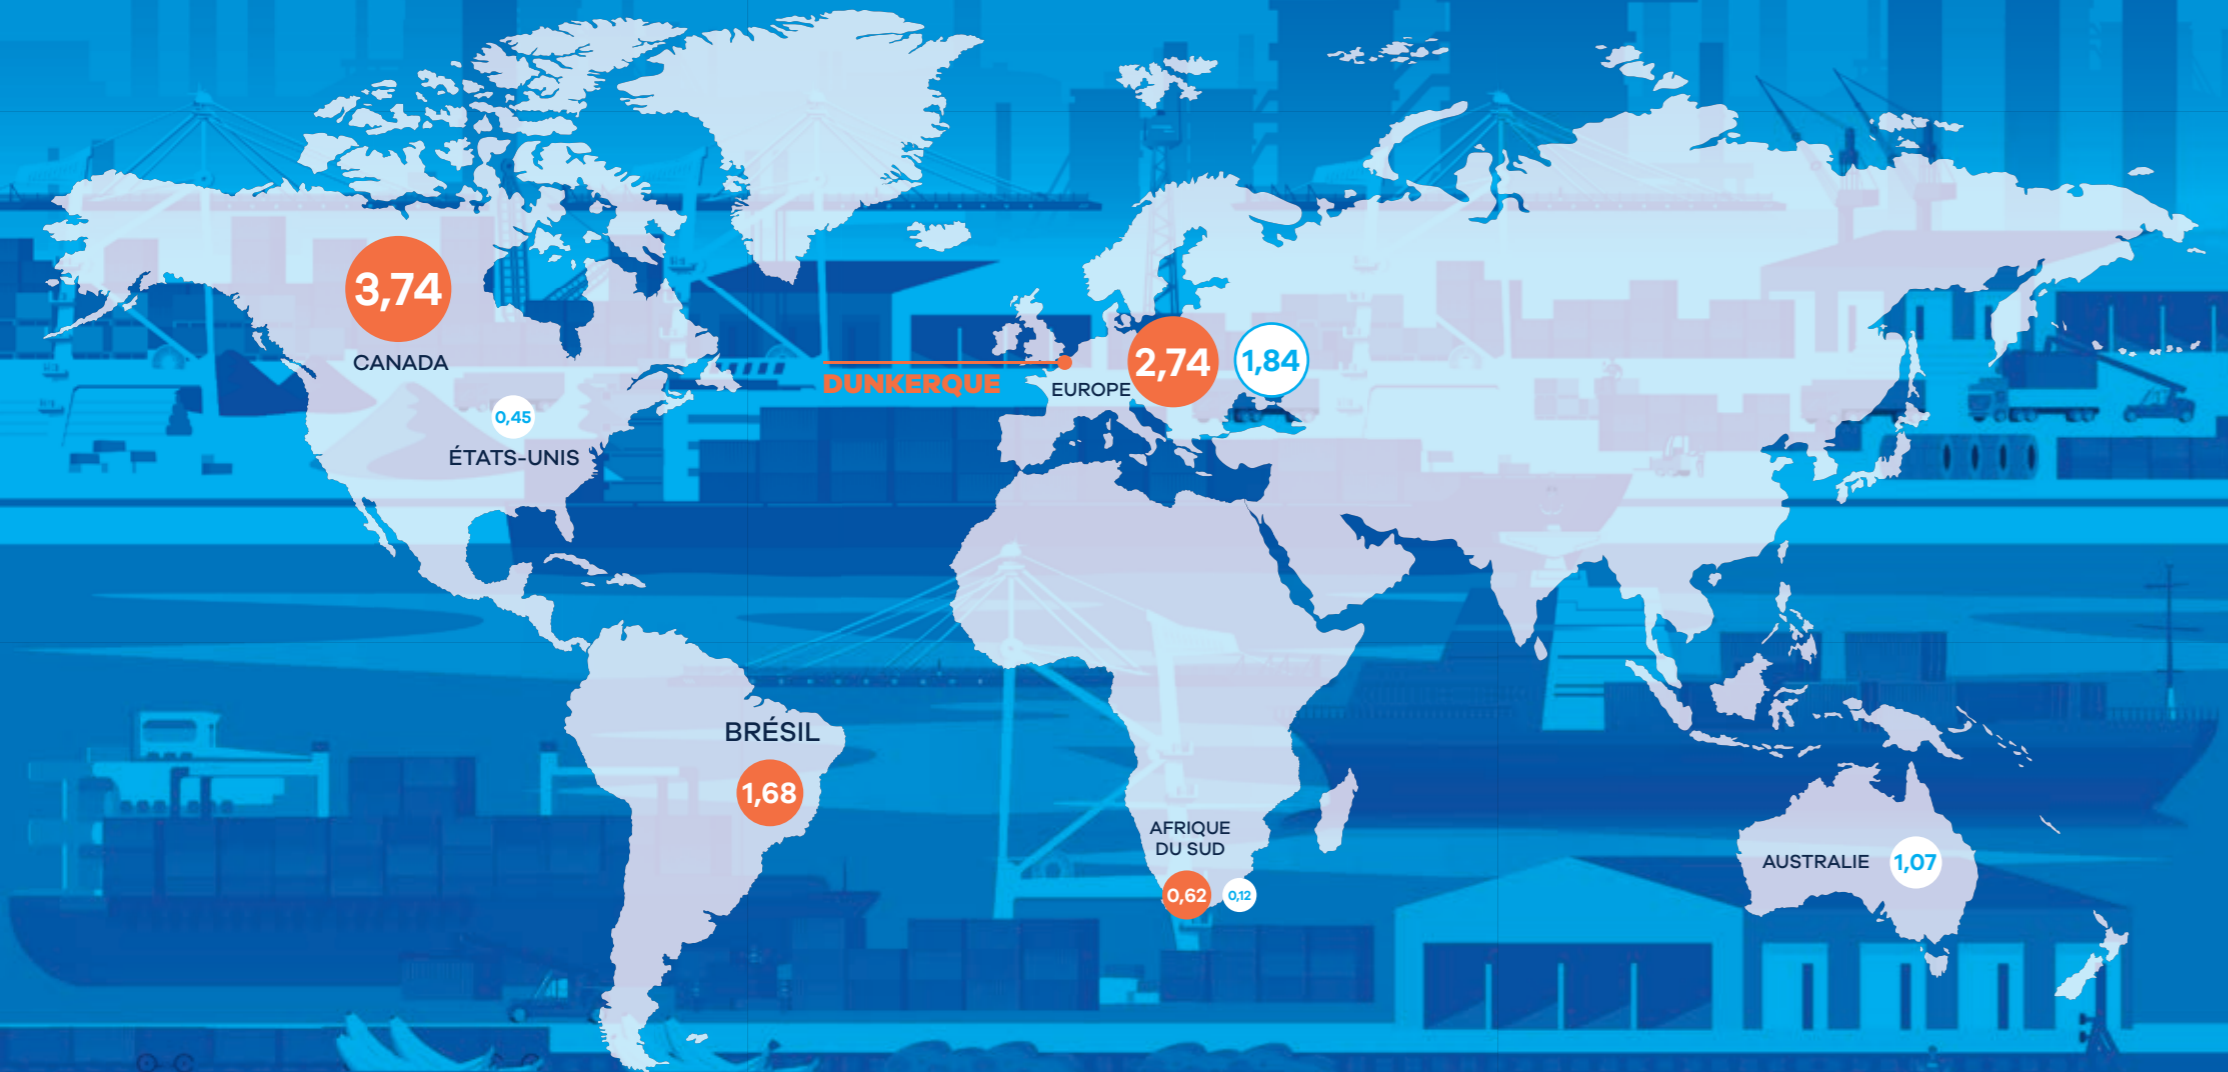 3,74
CANADA
0,45
ÉTATS-UNIS
DUNKERQUE
EUROPE
2,74
1,84
BRÉSIL
1,68
AFRIQUE
DU SUD
0,62
0,12
AUSTRALIE
1,07